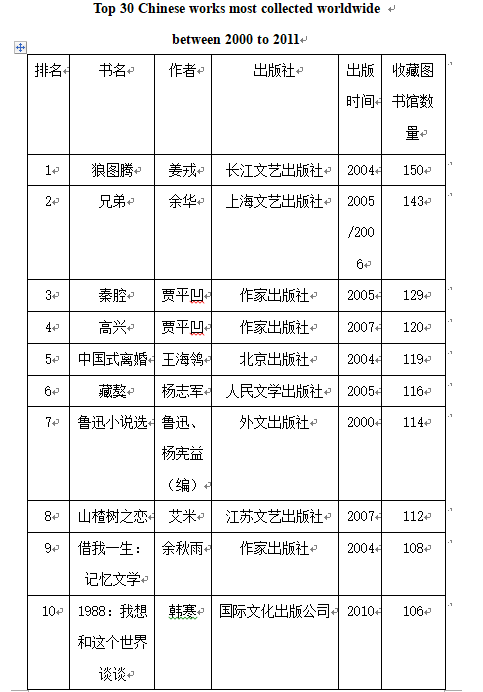 Top 30 Chinese works most collected worldwide
between 2000 to 2011
排名 书名 作者 出版社 出版时间 收藏图书馆数量
1 狼图腾 姜戎 长江文艺出版社 2004 150
2 兄弟 余华 上海文艺出版社 2005/2006 143
3 秦腔 贾平凹 作家出版社 2005 129
4 高兴 贾平凹 作家出版社 2007 120
5 中国式离婚 王海鸰 北京出版社 2004 119
6 藏獒 杨志军 人民文学出版社 2005 116
7 鲁迅小说选 鲁迅、杨宪益（编） 外文出版社 2000 114
8 山楂树之恋 艾米 江苏文艺出版社 2007 112
9 借我一生：记忆文学 余秋雨 作家出版社 2004 108
10 1988：我想和这个世界谈谈 韩寒 国际文化出版公司 2010 106